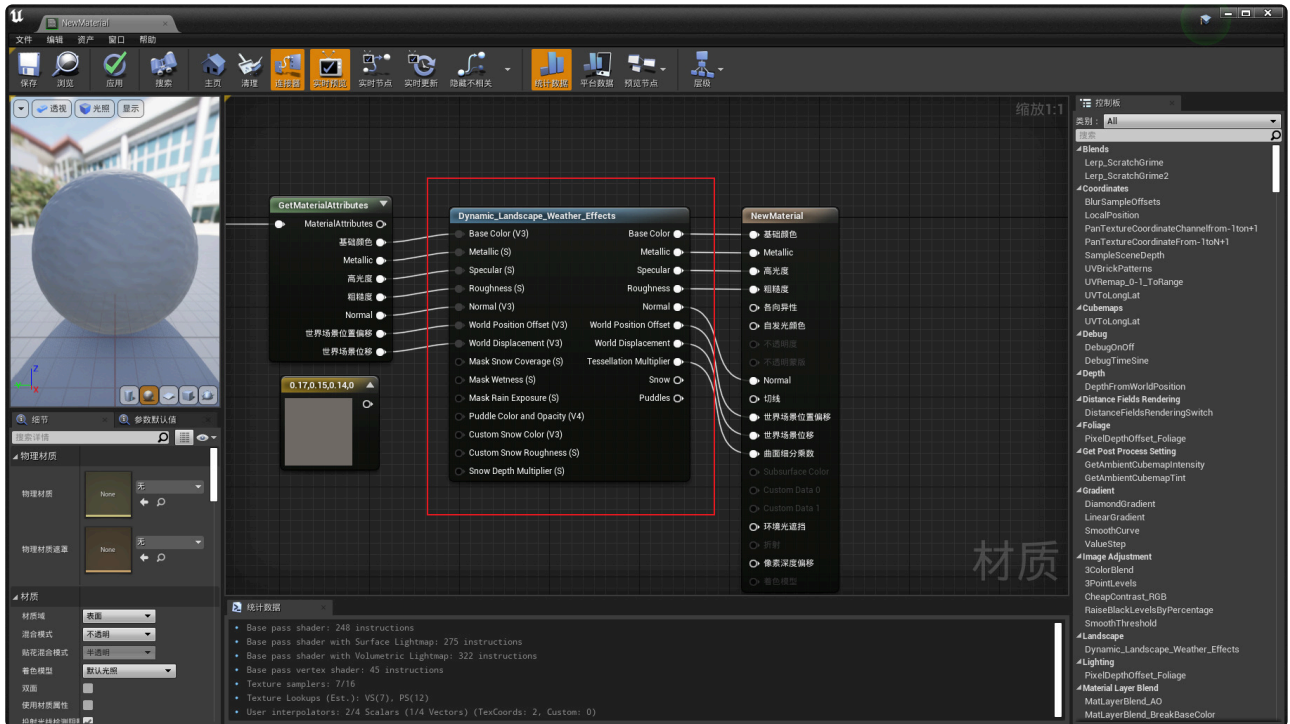 NewMaterial
文件 编辑 资产 窗口 帮助
保存 浏览 应用 搜索 主页 清理 连接器 实时预览 实时节点 实时更新 隐藏不相关 统计数据 平台数据 预览节点 层级
透视 光照 显示
缩放1:1
GetMaterialAttributes
MaterialAttributes
基础颜色
Metallic
高光度
粗糙度
Normal
世界场景位置偏移
世界场景位移
0.17,0.15,0.14,0
Dynamic_Landscape_Weather_Effects
Base Color (V3) Base Color
Metallic (S) Metallic
Specular (S) Specular
Roughness (S) Roughness
Normal (V3) Normal
World Position Offset (V3) World Position Offset
World Displacement (V3) World Displacement
Mask Snow Coverage (S) Tessellation Multiplier
Mask Wetness (S) Snow
Mask Rain Exposure (S) Puddles
Puddle Color and Opacity (V4)
Custom Snow Color (V3)
Custom Snow Roughness (S)
Snow Depth Multiplier (S)
NewMaterial
基础颜色
Metallic
高光度
粗糙度
各向异性
自发光颜色
不透明度
不透明蒙版
Normal
切线
世界场景位置偏移
世界场景位移
曲面细分乘数
Subsurface Color
Custom Data 0
Custom Data 1
环境光遮挡
折射
像素深度偏移
着色模型
材质
Z
X
细节 参数默认值
搜索详情
物理材质
物理材质 None 无
物理材质遮罩 None 无
材质
材质域 表面
混合模式 不透明
贴花混合模式 半透明
着色模型 默认光照
双面
使用材质属性
统计数据
Base pass shader: 248 instructions
Base pass shader with Surface Lightmap: 275 instructions
Base pass shader with Volumetric Lightmap: 322 instructions
Base pass vertex shader: 45 instructions
Texture samplers: 7/16
Texture Lookups (Est.): VS(7), PS(12)
User interpolators: 2/4 Scalars (1/4 Vectors) (TexCoords: 2, Custom: 0)
控制板
类别: All
搜索
Blends
Lerp_ScratchGrime
Lerp_ScratchGrime2
Coordinates
BlurSampleOffsets
LocalPosition
PanTextureCoordinateChannelfrom-1ton+1
PanTextureCoordinateFrom-1toN+1
SampleSceneDepth
UVBrickPatterns
UVRemap_0-1_ToRange
UVToLongLat
Cubemaps
UVToLongLat
Debug
DebugOnOff
DebugTimeSine
Depth
DepthFromWorldPosition
Distance Fields Rendering
DistanceFieldsRenderingSwitch
Foliage
PixelDepthOffset_Foliage
Get Post Process Setting
GetAmbientCubemapIntensity
GetAmbientCubemapTint
Gradient
DiamondGradient
LinearGradient
SmoothCurve
ValueStep
Image Adjustment
3ColorBlend
3PointLevels
CheapContrast_RGB
RaiseBlackLevelsByPercentage
SmoothThreshold
Landscape
Dynamic_Landscape_Weather_Effects
Lighting
PixelDepthOffset_Foliage
Material Layer Blend
MatLayerBlend_AO
MatLayerBlend_BreakBaseColor